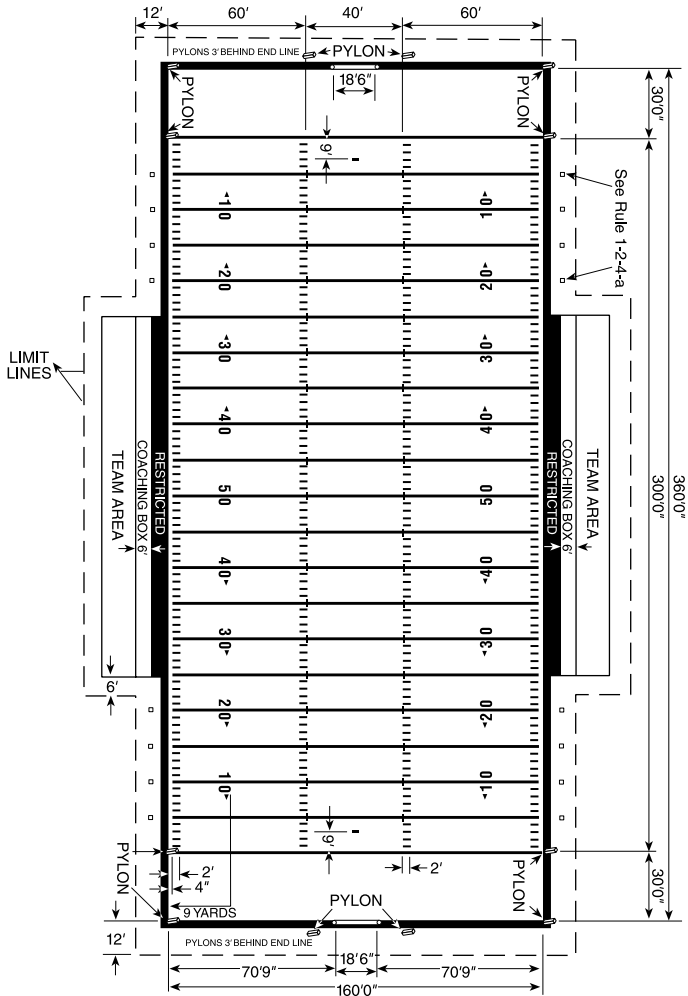 12′
60′
40′
60′
PYLONS 3′ BEHIND END LINE
PYLON
18′6″
PYLON
PYLON
30′0″
9′
See Rule 1-2-4-a
10
10
20
20
30
30
LIMIT
LINES
40
40
TEAM AREA
COACHING BOX 6′
RESTRICTED
50
50
RESTRICTED
COACHING BOX 6′
TEAM AREA
300′0″
360′0″
40
40
30
30
6′
20
20
10
10
9′
2′
2′
4″
PYLON
9 YARDS
PYLON
PYLON
30′0″
12′
PYLONS 3′ BEHIND END LINE
18′6″
70′9″
70′9″
160′0″